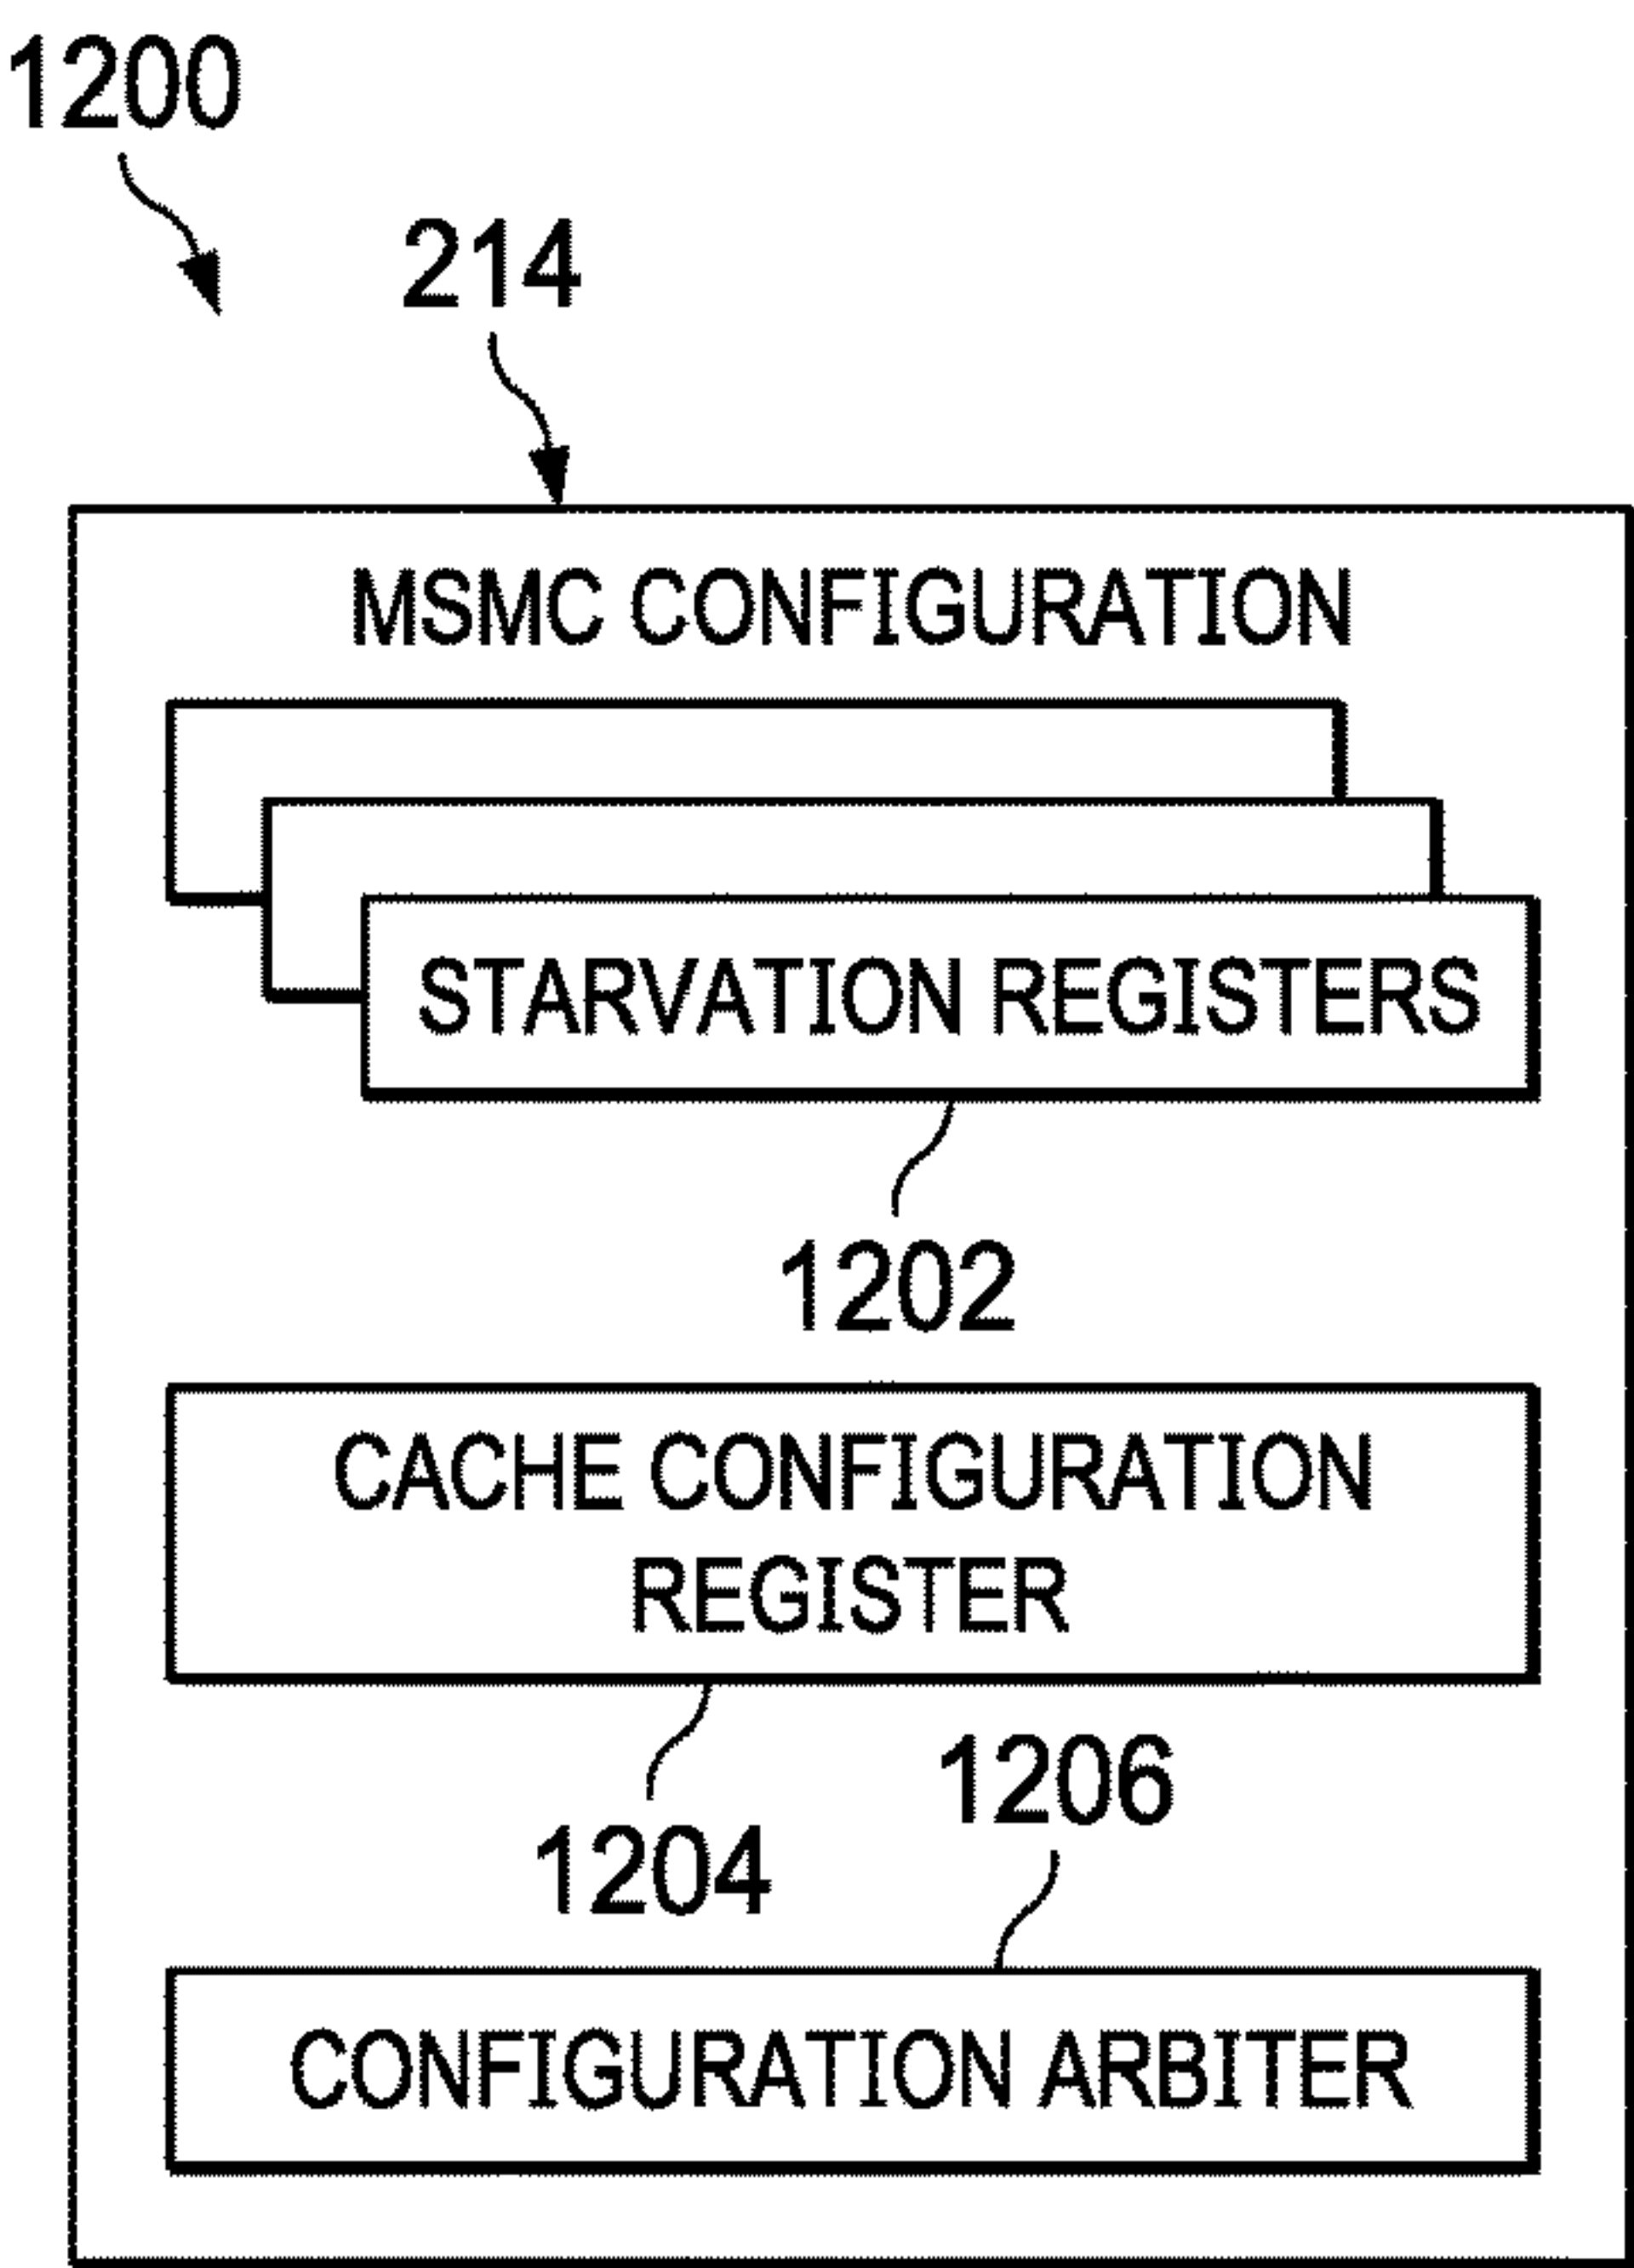 1200
214
MSMC CONFIGURATION
STARVATION REGISTERS
1202
CACHE CONFIGURATION
REGISTER
1206
1204
CONFIGURATION ARBITER